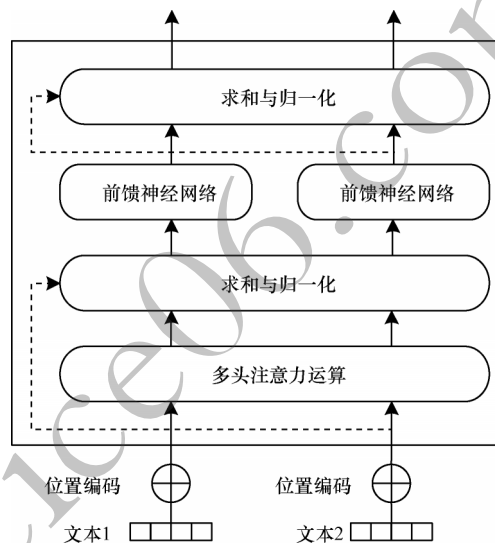 求和与归一化
前馈神经网络 前馈神经网络
求和与归一化
多头注意力运算
位置编码 位置编码
文本1 文本2